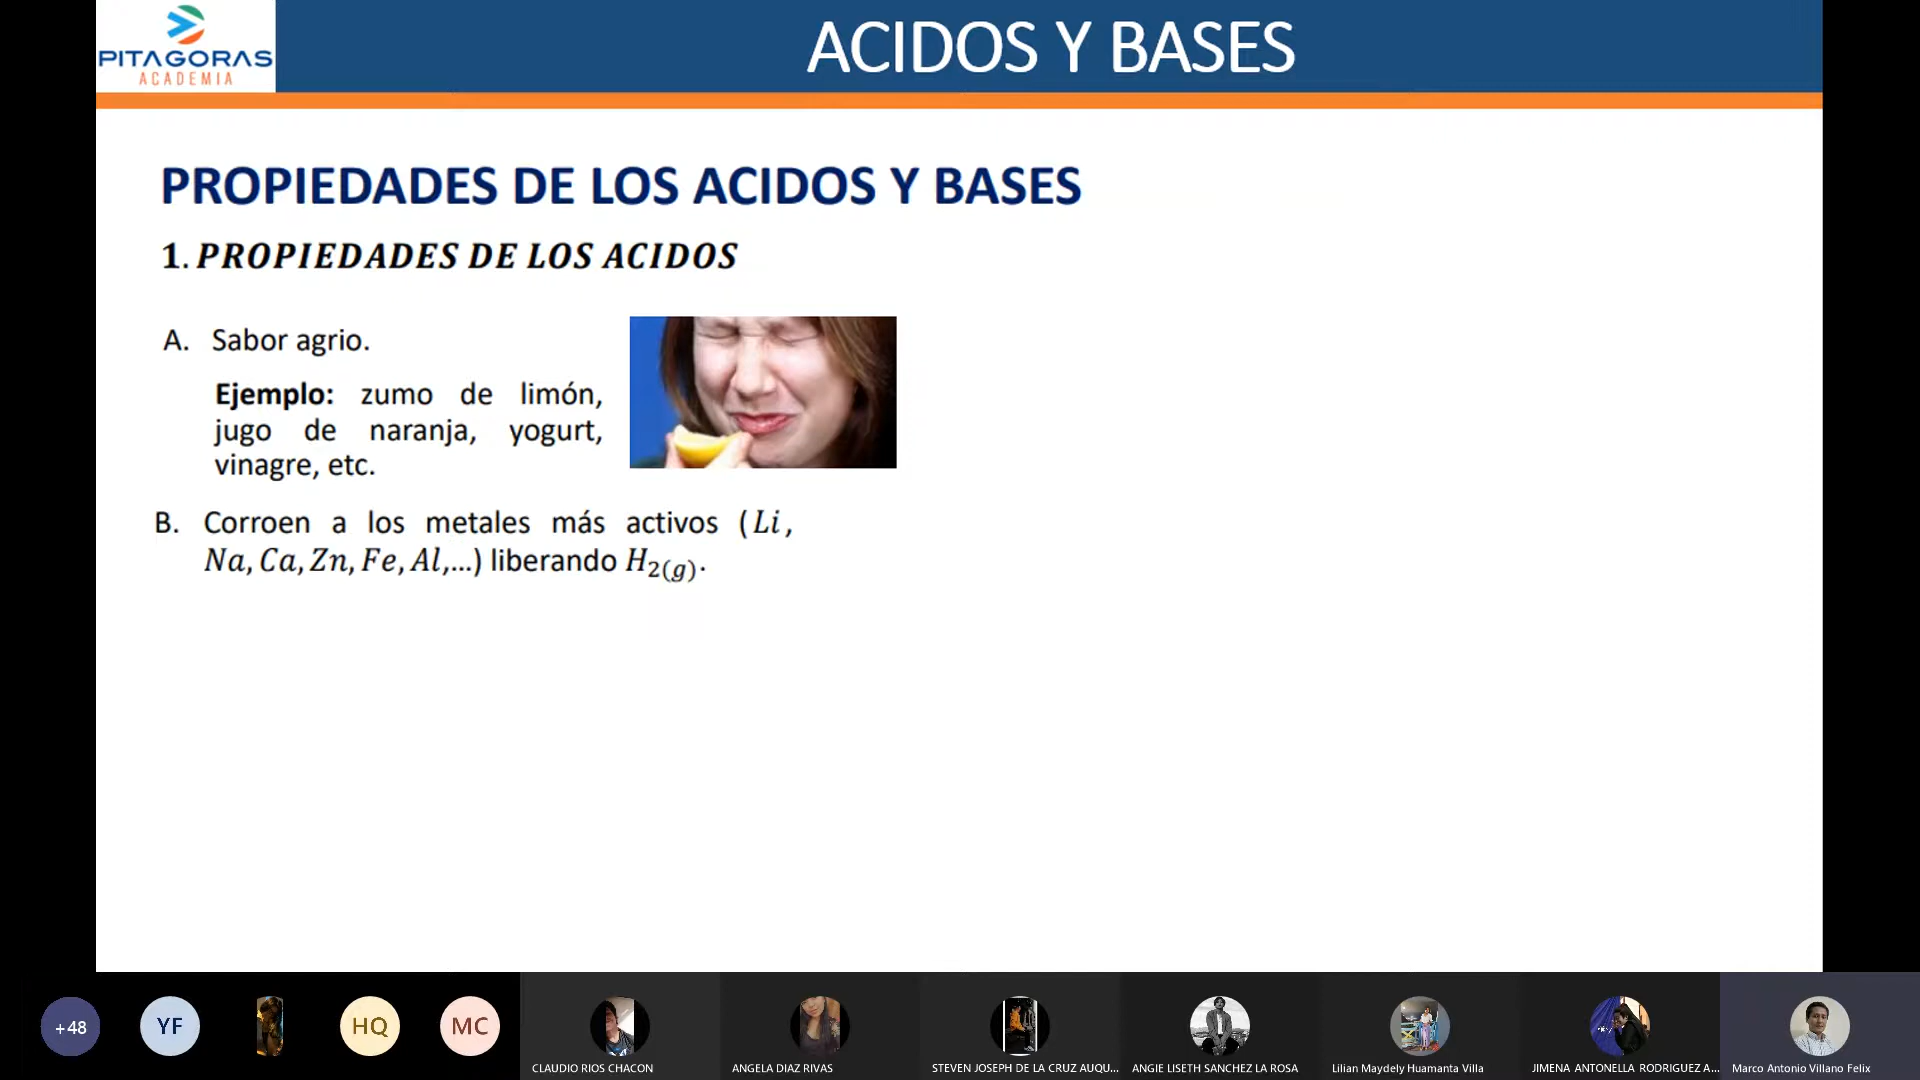 PITAGORAS
ACADEMIA
ACIDOS Y BASES
PROPIEDADES DE LOS ACIDOS Y BASES
1. PROPIEDADES DE LOS ACIDOS
A. Sabor agrio.
Ejemplo: zumo de limón,
jugo de naranja, yogurt,
vinagre, etc.
B. Corroen a los metales más activos (Li,
Na, Ca, Zn, Fe, Al,...) liberando H2(g).
+48
YF
HQ
MC
CLAUDIO RIOS CHACON
ANGELA DIAZ RIVAS
STEVEN JOSEPH DE LA CRUZ AUQU...
ANGIE LISETH SANCHEZ LA ROSA
Lilian Maydely Huamanta Villa
JIMENA ANTONELLA RODRIGUEZ A...
Marco Antonio Villano Felix